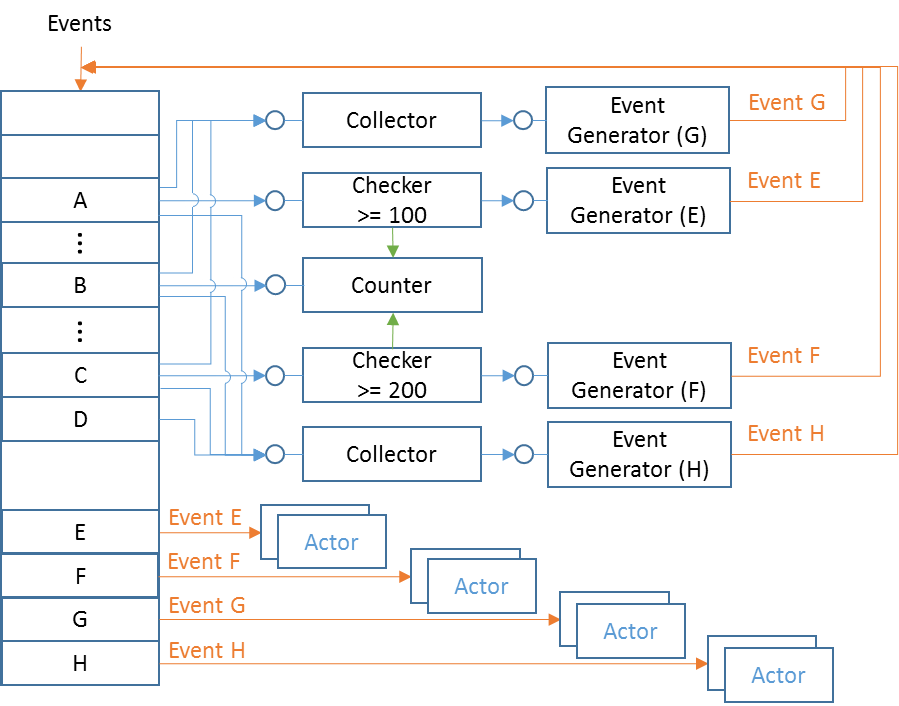 Events
Collector
Event
Generator (G)
Event G
A
Checker
>= 100
Event
Generator (E)
Event E
⋮
B
Counter
⋮
C
Checker
>= 200
Event
Generator (F)
Event F
D
Collector
Event
Generator (H)
Event H
E
Event E
Actor
F
Event F
Actor
G
Event G
Actor
H
Event H
Actor